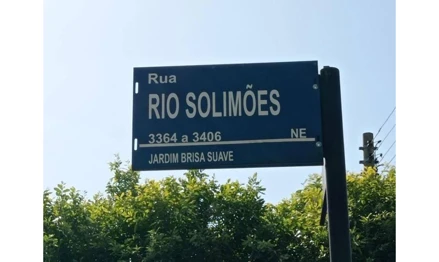 Rua
RIO SOLIMÕES
3364 a 3406 NE
JARDIM BRISA SUAVE